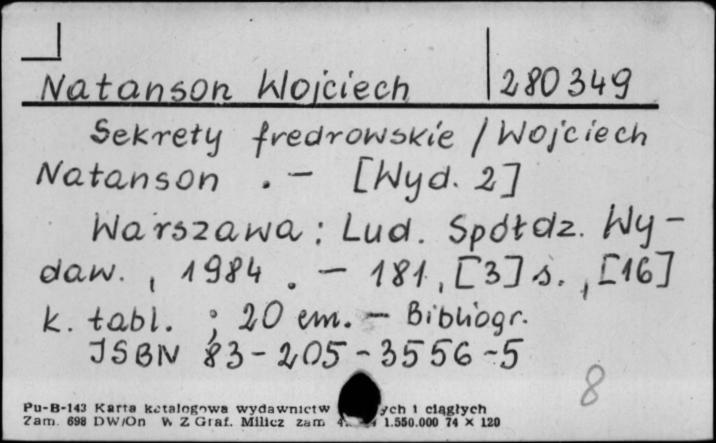 Natanson Wojciech 280349
Sekrety fredrowskie / Wojciech
Natanson . - [Wyd. 2]
Warszawa : Lud. Spółdz. Wy-
daw. , 1984 . - 181, [3] s. , [16]
k. tabl. ; 20 cm. - Bibliogr.
ISBN 83-205-3556-5
8
Pu-B-143 Karta katalogowa wydawnictw ych i ciągłych
Zam. 698 DW/On W Z Graf. Milicz zam 1.550.000 74 × 120